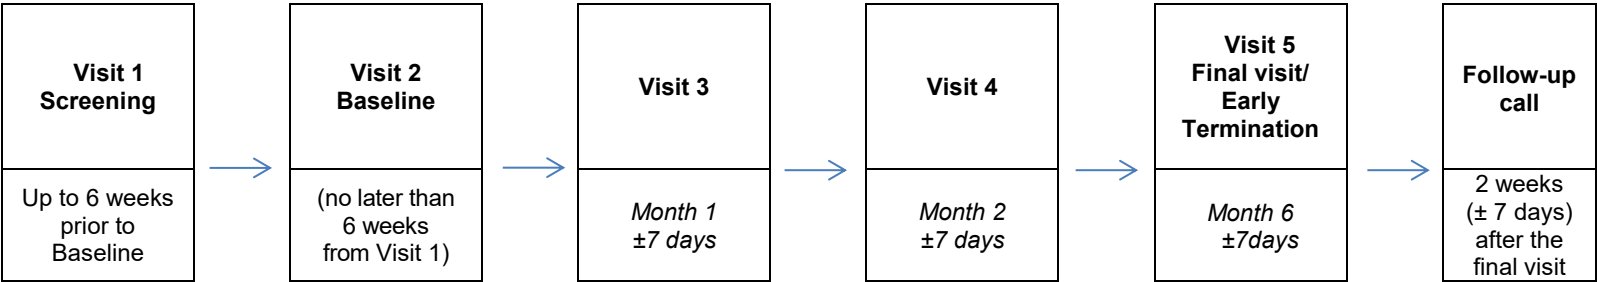 Visit 1
Screening
Up to 6 weeks
prior to
Baseline
Visit 2
Baseline
(no later than
6 weeks
from Visit 1)
Visit 3
Month 1
±7 days
Visit 4
Month 2
±7 days
Visit 5
Final visit/
Early
Termination
Month 6
±7days
Follow-up
call
2 weeks
(± 7 days)
after the
final visit